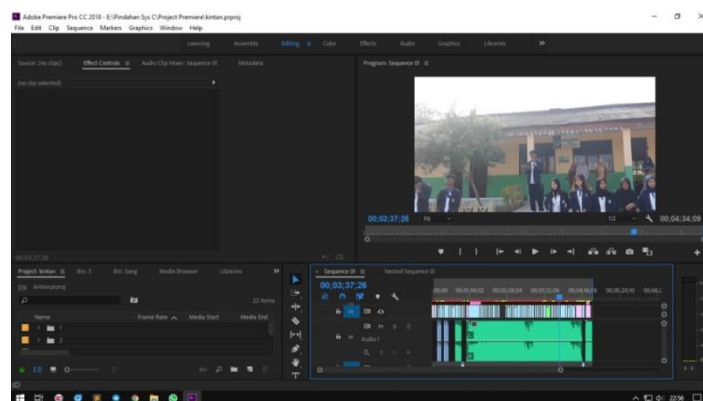 Adobe Premiere Pro CC 2018 - E:\Pindahan Sys C\Project Premiere\kintan.prproj
File Edit Clip Sequence Markers Graphics Window Help
Learning Assembly Editing Color Effects Audio Graphics Libraries
Source: (no clips) Effect Controls Audio Clip Mixer: Sequence 01 Metadata
Program: Sequence 01
(no clip selected)
00;03;37;26 Fit 1/2 00;04;34;09
00;03;37;26
Project: kintan Bin 3 Bin Song Media Browser Libraries
kintan.prproj
22 Items
Name Frame Rate Media Start Media End
1
2
Sequence 01 Nested Sequence 01
00;03;37;26
Audio 1
22:56